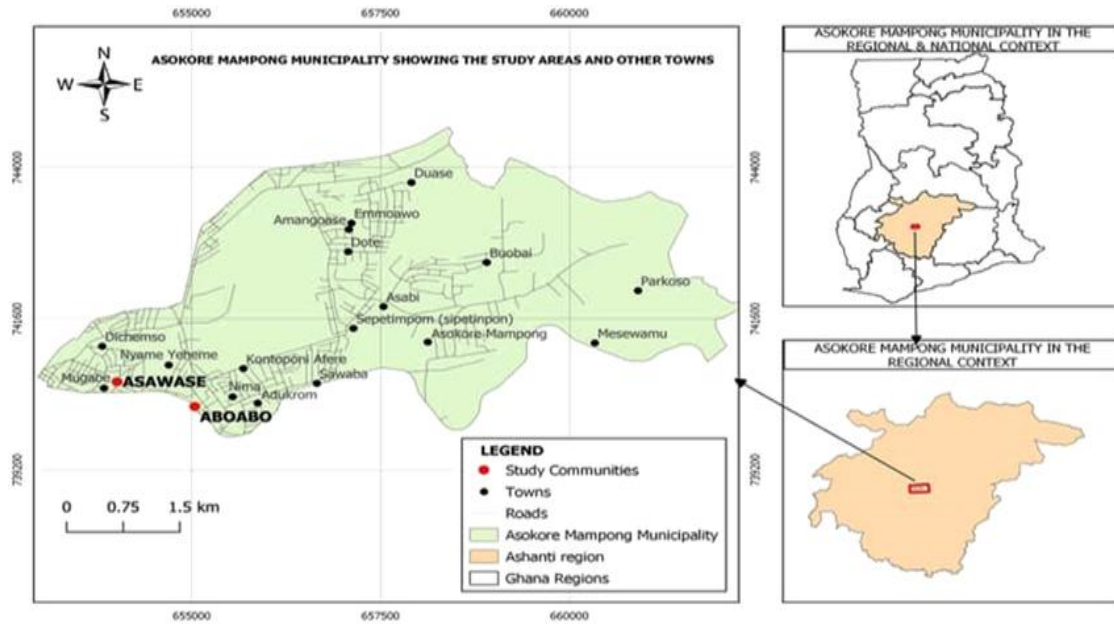 655000 657500 660000
ASOKORE MAMPONG MUNICIPALITY SHOWING THE STUDY AREAS AND OTHER TOWNS
N
W E
S
744000
744000
Duase
Emmoawo
Amangoase
Dote
Buobai
Parkoso
Asabi
741600
741600
Sepetimpom (sipetinpon)
Asokore-Mampong
Mesewamu
Dichemso
Nyame Yeheme
Kontoponi Afere
Sawaba
Mugabe
ASAWASE
Nima
Adukrom
ABOABO
739200
739200
0 0.75 1.5 km
LEGEND
Study Communities
Towns
Roads
Asokore Mampong Municipality
Ashanti region
Ghana Regions
655000 657500 660000
ASOKORE MAMPONG MUNICIPALITY IN THE
REGIONAL & NATIONAL CONTEXT
ASOKORE MAMPONG MUNICIPALITY IN THE
REGIONAL CONTEXT